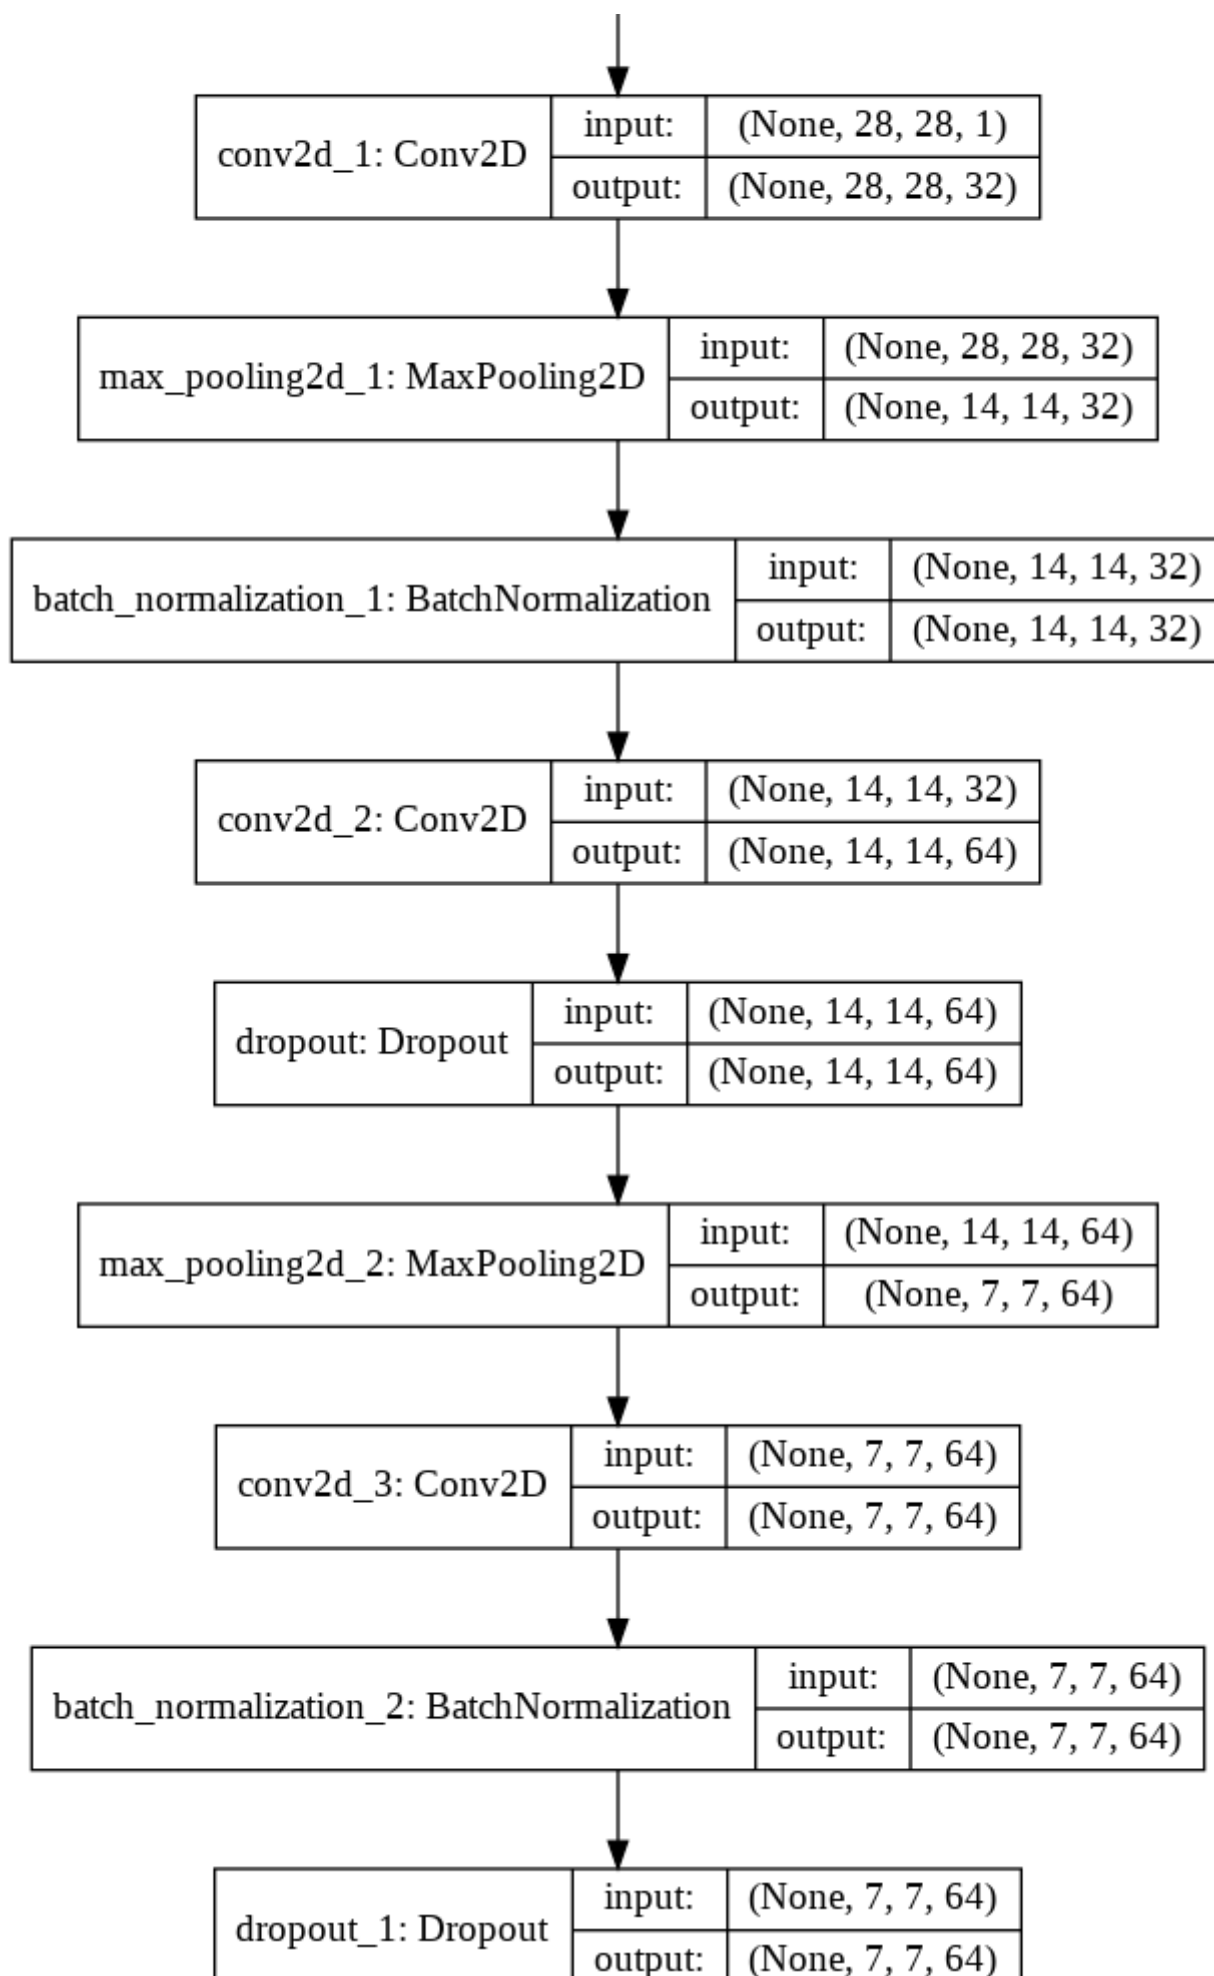 conv2d_1: Conv2D
input: (None, 28, 28, 1)
output: (None, 28, 28, 32)
max_pooling2d_1: MaxPooling2D
input: (None, 28, 28, 32)
output: (None, 14, 14, 32)
batch_normalization_1: BatchNormalization
input: (None, 14, 14, 32)
output: (None, 14, 14, 32)
conv2d_2: Conv2D
input: (None, 14, 14, 32)
output: (None, 14, 14, 64)
dropout: Dropout
input: (None, 14, 14, 64)
output: (None, 14, 14, 64)
max_pooling2d_2: MaxPooling2D
input: (None, 14, 14, 64)
output: (None, 7, 7, 64)
conv2d_3: Conv2D
input: (None, 7, 7, 64)
output: (None, 7, 7, 64)
batch_normalization_2: BatchNormalization
input: (None, 7, 7, 64)
output: (None, 7, 7, 64)
dropout_1: Dropout
input: (None, 7, 7, 64)
output: (None, 7, 7, 64)